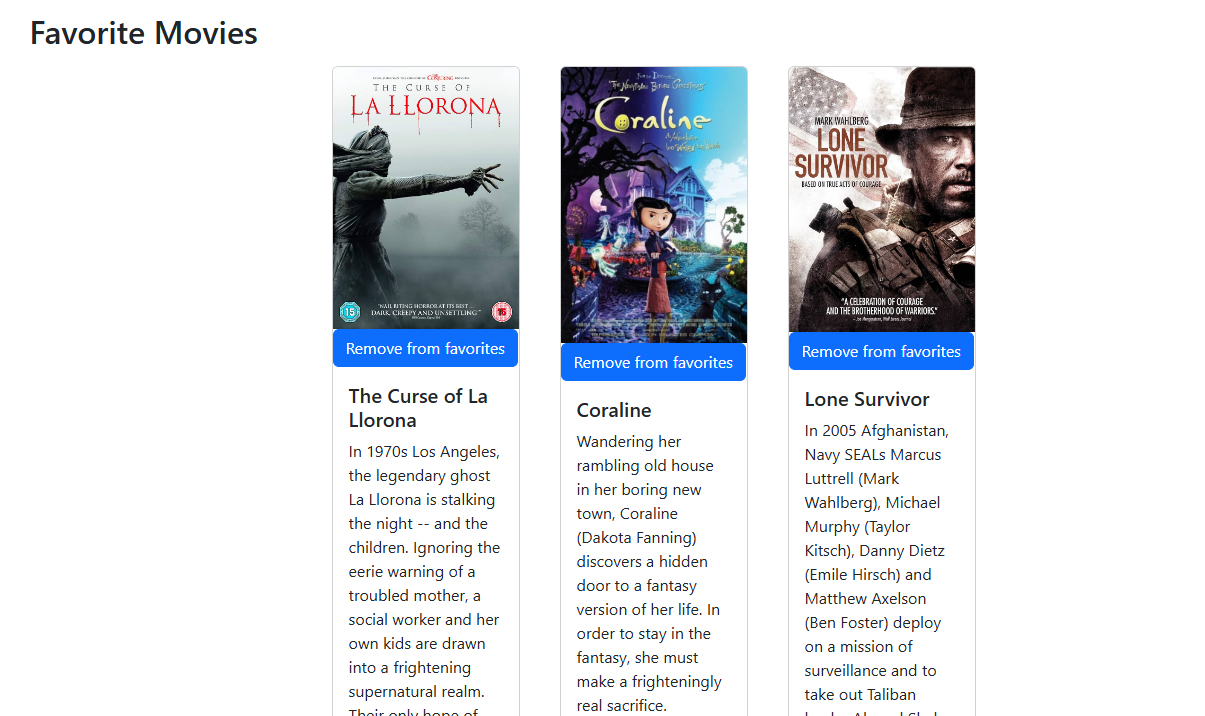 Favorite Movies
THE CURSE OF
LA LLORONA
15
"NAIL BITING HORROR AT ITS BEST ...
DARK, CREEPY AND UNSETTLING"
15
Remove from favorites
The Curse of La
Llorona
In 1970s Los Angeles,
the legendary ghost
La Llorona is stalking
the night -- and the
children. Ignoring the
eerie warning of a
troubled mother, a
social worker and her
own kids are drawn
into a frightening
supernatural realm.
Their only hope of
Coraline
Remove from favorites
Coraline
Wandering her
rambling old house
in her boring new
town, Coraline
(Dakota Fanning)
discovers a hidden
door to a fantasy
version of her life. In
order to stay in the
fantasy, she must
make a frighteningly
real sacrifice.
MARK WAHLBERG
LONE
SURVIVOR
BASED ON TRUE ACTS OF COURAGE
"A CELEBRATION OF COURAGE
AND THE BROTHERHOOD OF WARRIORS."
Remove from favorites
Lone Survivor
In 2005 Afghanistan,
Navy SEALs Marcus
Luttrell (Mark
Wahlberg), Michael
Murphy (Taylor
Kitsch), Danny Dietz
(Emile Hirsch) and
Matthew Axelson
(Ben Foster) deploy
on a mission of
surveillance and to
take out Taliban